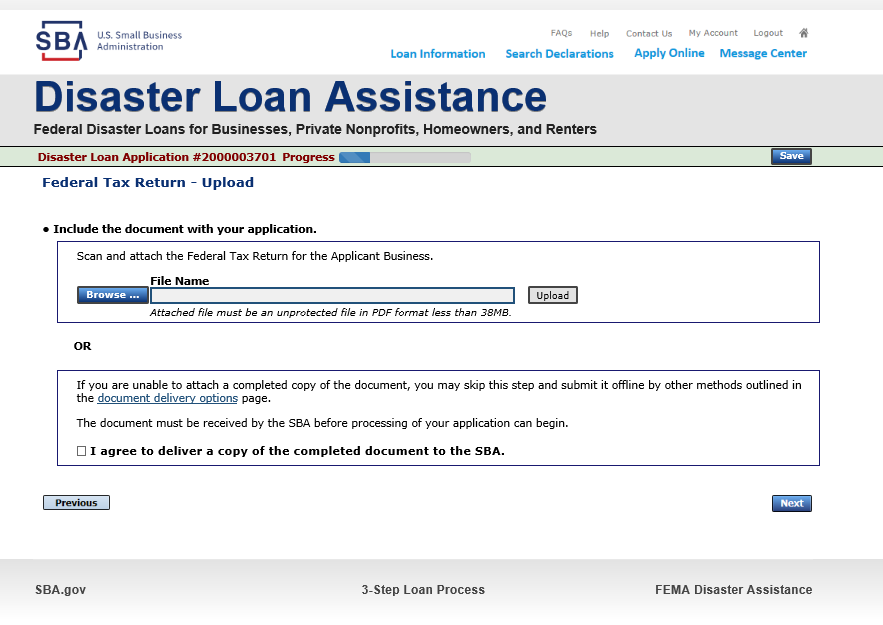 SBA U.S. Small Business
Administration
FAQs Help Contact Us My Account Logout
Loan Information Search Declarations Apply Online Message Center
Disaster Loan Assistance
Federal Disaster Loans for Businesses, Private Nonprofits, Homeowners, and Renters
Disaster Loan Application #2000003701 Progress Save
Federal Tax Return - Upload
• Include the document with your application.
Scan and attach the Federal Tax Return for the Applicant Business.
File Name
Browse ... Upload
Attached file must be an unprotected file in PDF format less than 38MB.
OR
If you are unable to attach a completed copy of the document, you may skip this step and submit it offline by other methods outlined in
the document delivery options page.
The document must be received by the SBA before processing of your application can begin.
I agree to deliver a copy of the completed document to the SBA.
Previous Next
SBA.gov 3-Step Loan Process FEMA Disaster Assistance